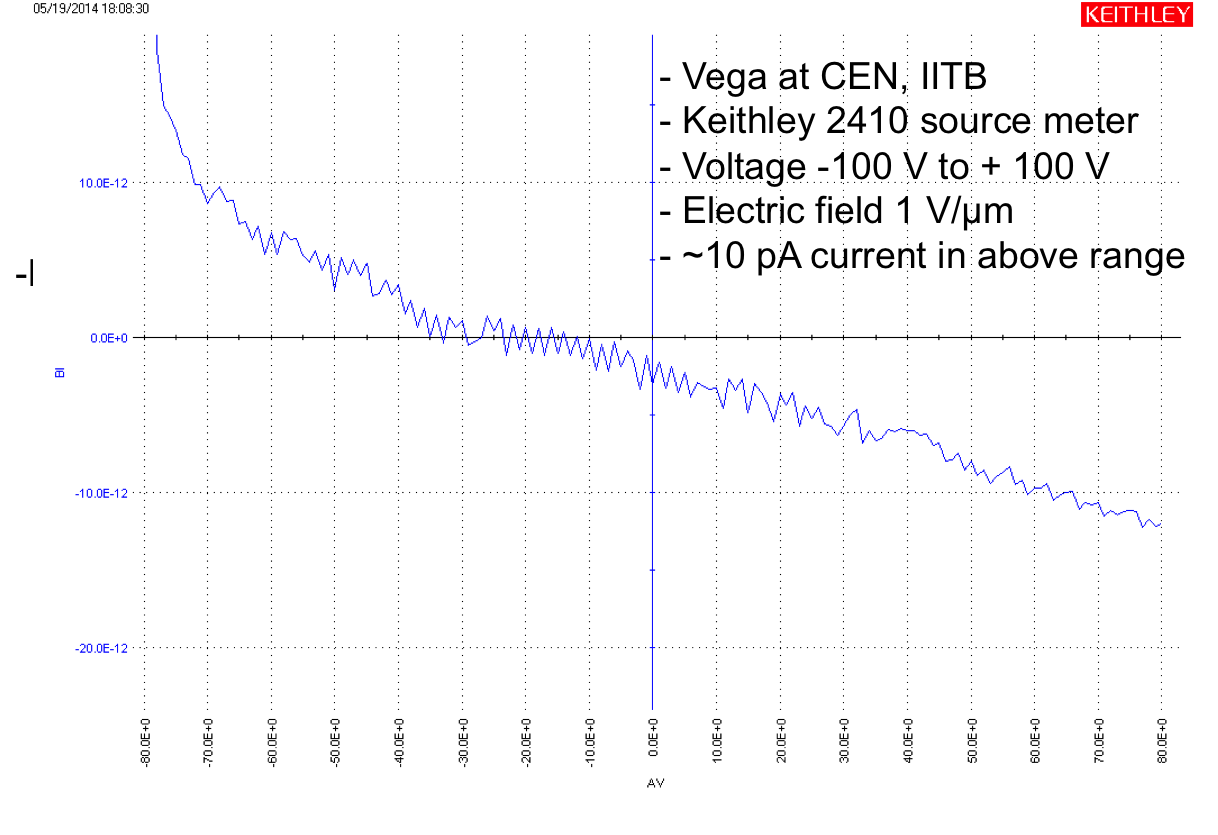 05/19/2014 18:08:30
KEITHLEY
- Vega at CEN, IITB
- Keithley 2410 source meter
- Voltage -100 V to + 100 V
- Electric field 1 V/µm
- ~10 pA current in above range
10.0E-12
-I
0.0E+0
BI
-10.0E-12
-20.0E-12
-80.0E+0
-70.0E+0
-60.0E+0
-50.0E+0
-40.0E+0
-30.0E+0
-20.0E+0
-10.0E+0
0.0E+0
10.0E+0
20.0E+0
30.0E+0
40.0E+0
50.0E+0
60.0E+0
70.0E+0
80.0E+0
AV